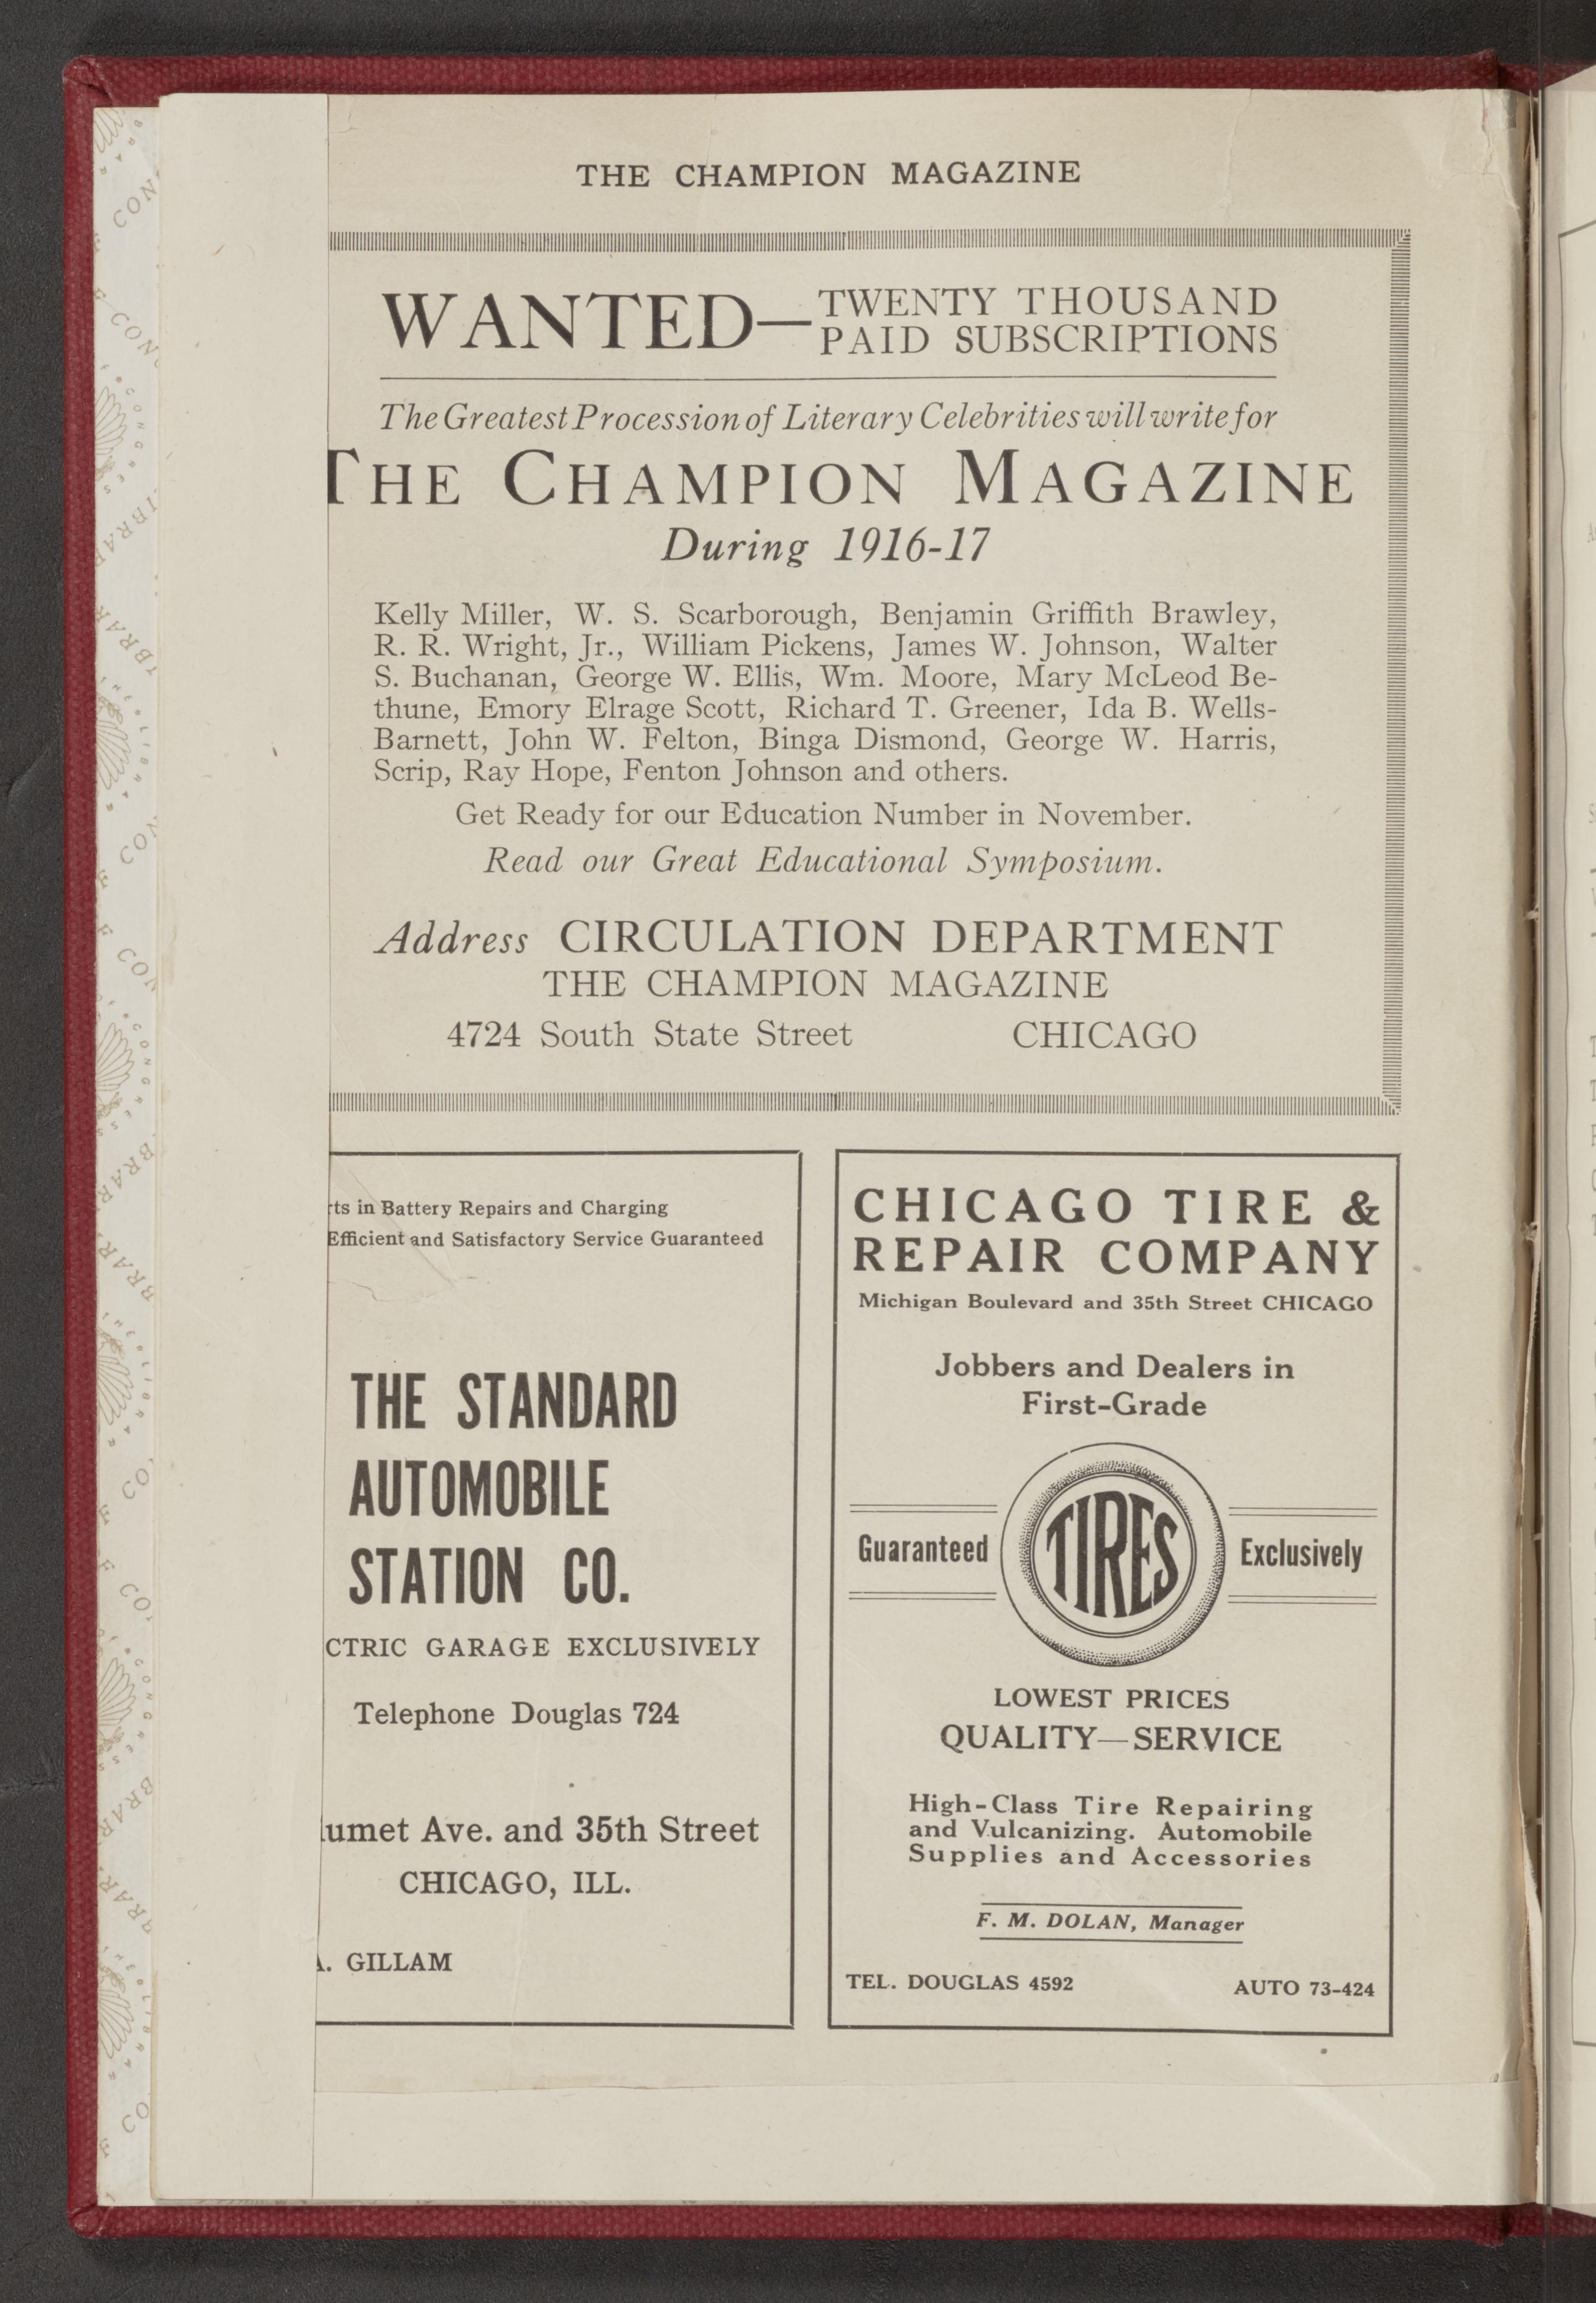 THE CHAMPION MAGAZINE
WANTED—TWENTY THOUSAND
PAID SUBSCRIPTIONS
The Greatest Procession of Literary Celebrities will write for
THE CHAMPION MAGAZINE
During 1916-17
Kelly Miller, W. S. Scarborough, Benjamin Griffith Brawley,
R. R. Wright, Jr., William Pickens, James W. Johnson, Walter
S. Buchanan, George W. Ellis, Wm. Moore, Mary McLeod Be-
thune, Emory Elrage Scott, Richard T. Greener, Ida B. Wells-
Barnett, John W. Felton, Binga Dismond, George W. Harris,
Scrip, Ray Hope, Fenton Johnson and others.
Get Ready for our Education Number in November.
Read our Great Educational Symposium.
Address CIRCULATION DEPARTMENT
THE CHAMPION MAGAZINE
4724 South State Street CHICAGO
rts in Battery Repairs and Charging
Efficient and Satisfactory Service Guaranteed
THE STANDARD
AUTOMOBILE
STATION CO.
CTRIC GARAGE EXCLUSIVELY
Telephone Douglas 724
lumet Ave. and 35th Street
CHICAGO, ILL.
A. GILLAM
CHICAGO TIRE &
REPAIR COMPANY
Michigan Boulevard and 35th Street CHICAGO
Jobbers and Dealers in
First-Grade
Guaranteed TIRES Exclusively
LOWEST PRICES
QUALITY—SERVICE
High-Class Tire Repairing
and Vulcanizing. Automobile
Supplies and Accessories
F. M. DOLAN, Manager
TEL. DOUGLAS 4592 AUTO 73-424